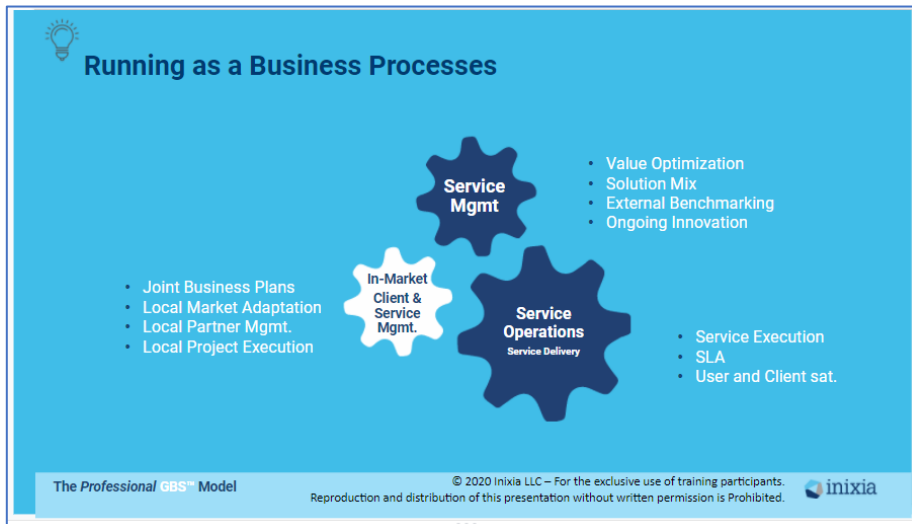 Running as a Business Processes
Service
Mgmt
• Value Optimization
• Solution Mix
• External Benchmarking
• Ongoing Innovation
In-Market
Client &
Service
Mgmt.
• Joint Business Plans
• Local Market Adaptation
• Local Partner Mgmt.
• Local Project Execution
Service
Operations
Service Delivery
• Service Execution
• SLA
• User and Client sat.
The Professional GBS™ Model
© 2020 Inixia LLC – For the exclusive use of training participants.
Reproduction and distribution of this presentation without written permission is Prohibited.
inixia